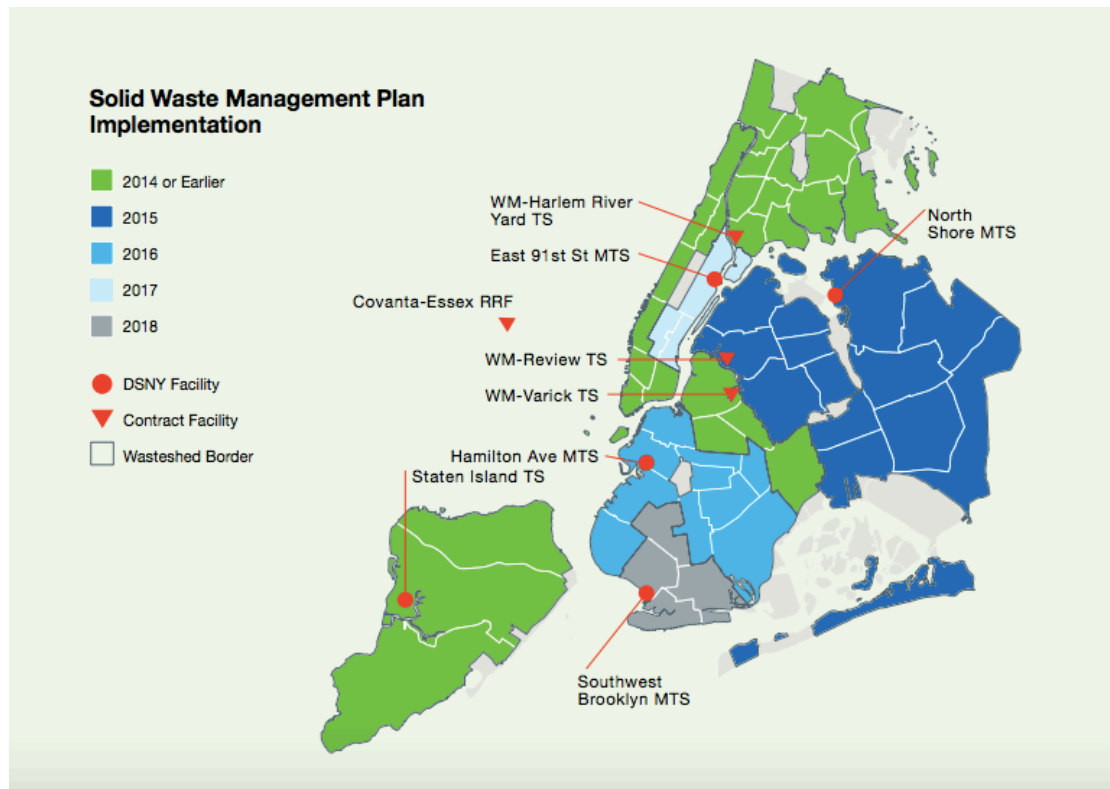 Solid Waste Management Plan
Implementation
2014 or Earlier
2015
2016
2017
2018
DSNY Facility
Contract Facility
Wasteshed Border
WM-Harlem River
Yard TS
East 91st St MTS
North
Shore MTS
Covanta-Essex RRF
WM-Review TS
WM-Varick TS
Hamilton Ave MTS
Staten Island TS
Southwest
Brooklyn MTS